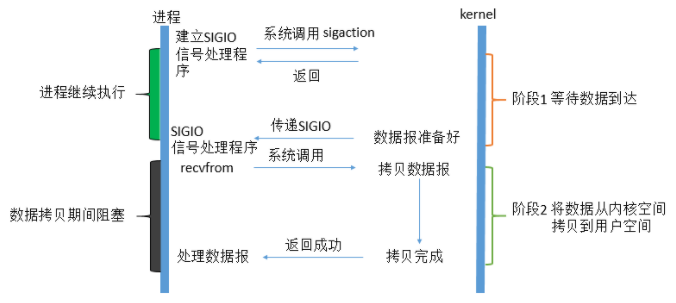 进程
kernel
建立SIGIO
信号处理程
序
系统调用 sigaction
返回
进程继续执行
阶段1 等待数据到达
SIGIO
信号处理程序
传递SIGIO
数据报准备好
recvfrom
系统调用
拷贝数据报
数据拷贝期间阻塞
阶段2 将数据从内核空间
拷贝到用户空间
处理数据报
返回成功
拷贝完成